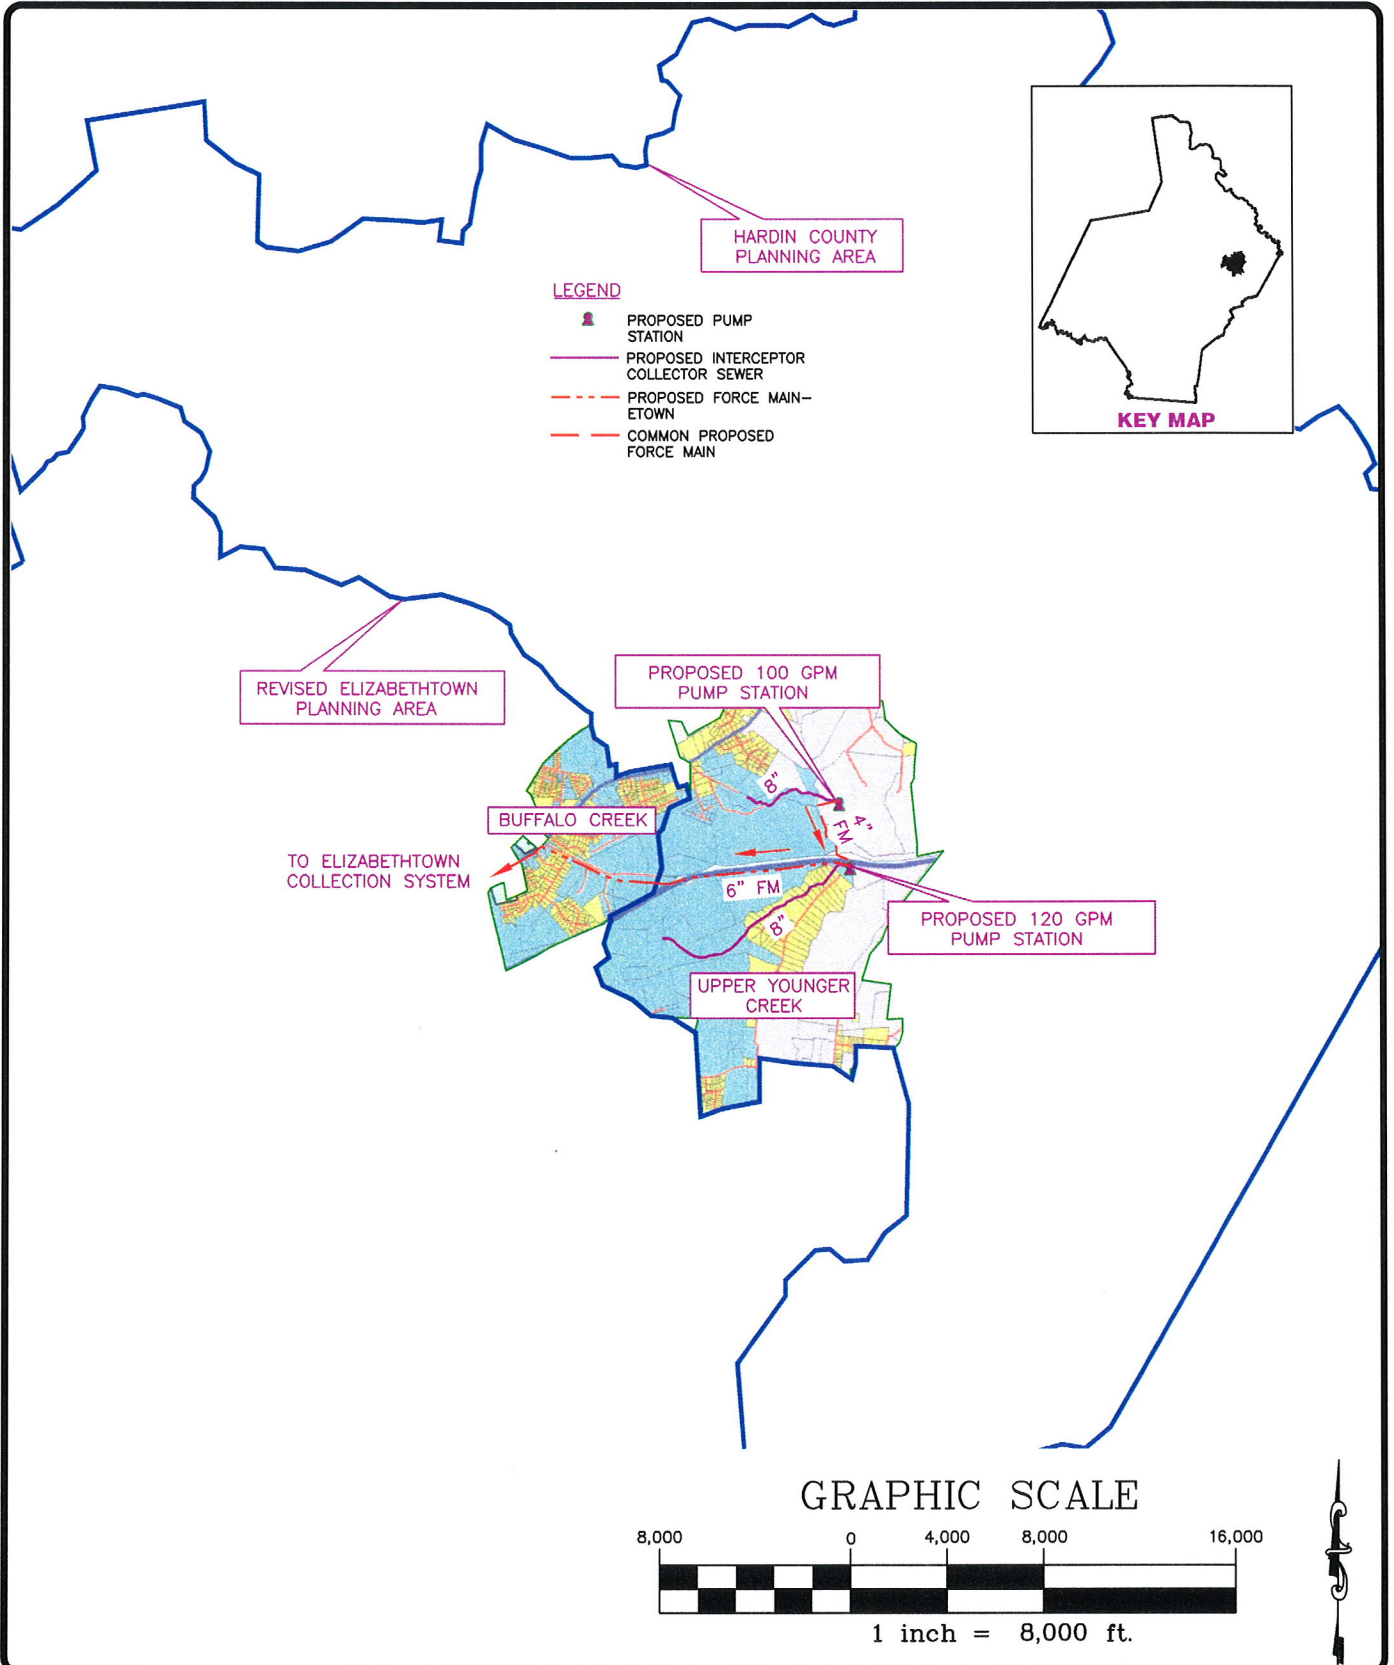 HARDIN COUNTY
PLANNING AREA
KEY MAP
LEGEND
PROPOSED PUMP
STATION
PROPOSED INTERCEPTOR
COLLECTOR SEWER
PROPOSED FORCE MAIN-
ETOWN
COMMON PROPOSED
FORCE MAIN
REVISED ELIZABETHTOWN
PLANNING AREA
PROPOSED 100 GPM
PUMP STATION
8"
4"
FM
BUFFALO CREEK
TO ELIZABETHTOWN
COLLECTION SYSTEM
6" FM
8"
PROPOSED 120 GPM
PUMP STATION
UPPER YOUNGER
CREEK
GRAPHIC SCALE
8,000 0 4,000 8,000 16,000
1 inch = 8,000 ft.